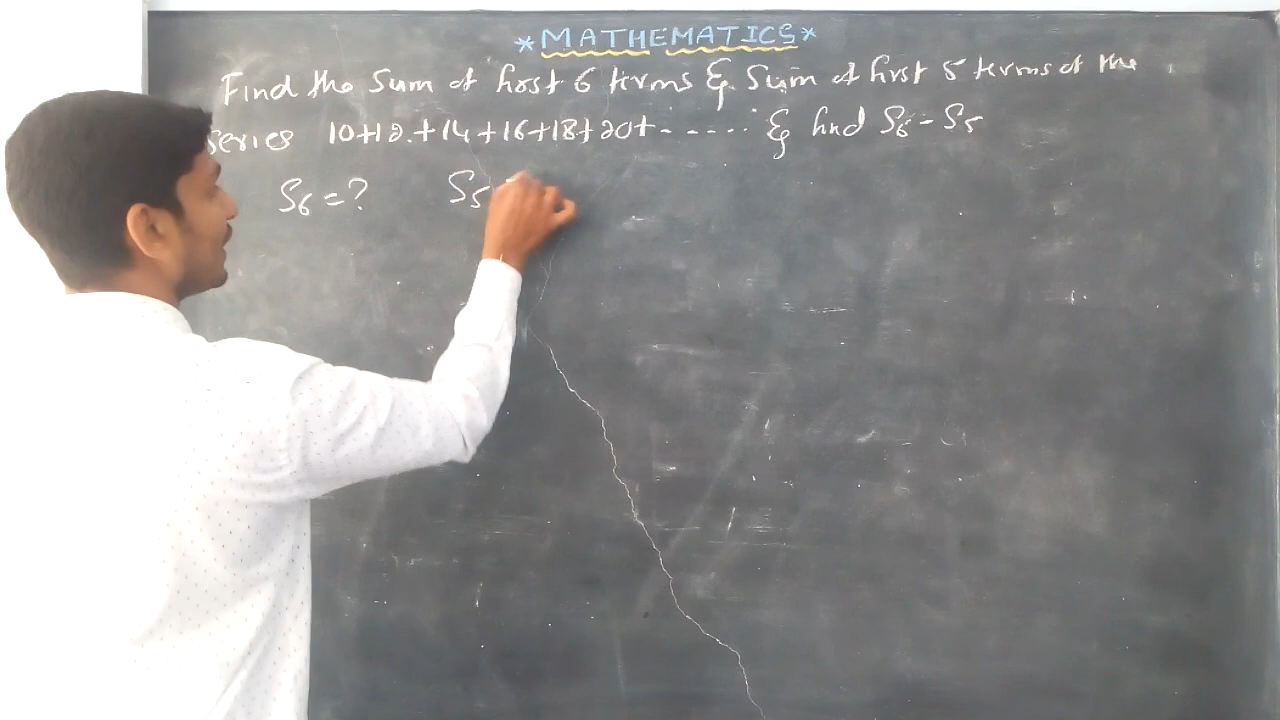 *MATHEMATICS*
Find the Sum of first 6 terms & Sum of first 5 terms of the
series 10+12+14+16+18+20+------ & find S₆-S₅
S₆=? S₅